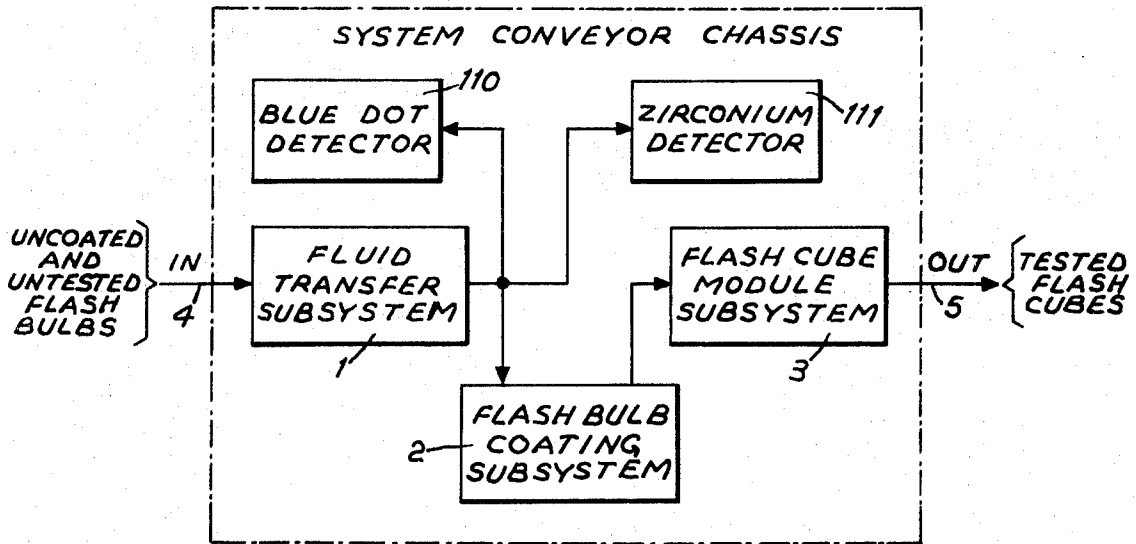 SYSTEM CONVEYOR CHASSIS
110
BLUE DOT
DETECTOR
111
ZIRCONIUM
DETECTOR
UNCOATED
AND
UNTESTED
FLASH
BULBS
IN
4
FLUID
TRANSFER
SUBSYSTEM
1
FLASH CUBE
MODULE
SUBSYSTEM
3
OUT
5
TESTED
FLASH
CUBES
2
FLASH BULB
COATING
SUBSYSTEM